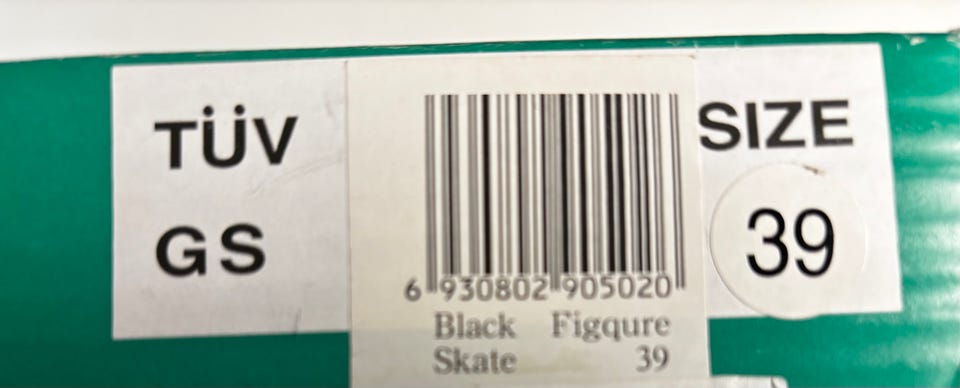 TÜV
GS
6 930802 905020
Black Figqure
Skate 39
SIZE
39